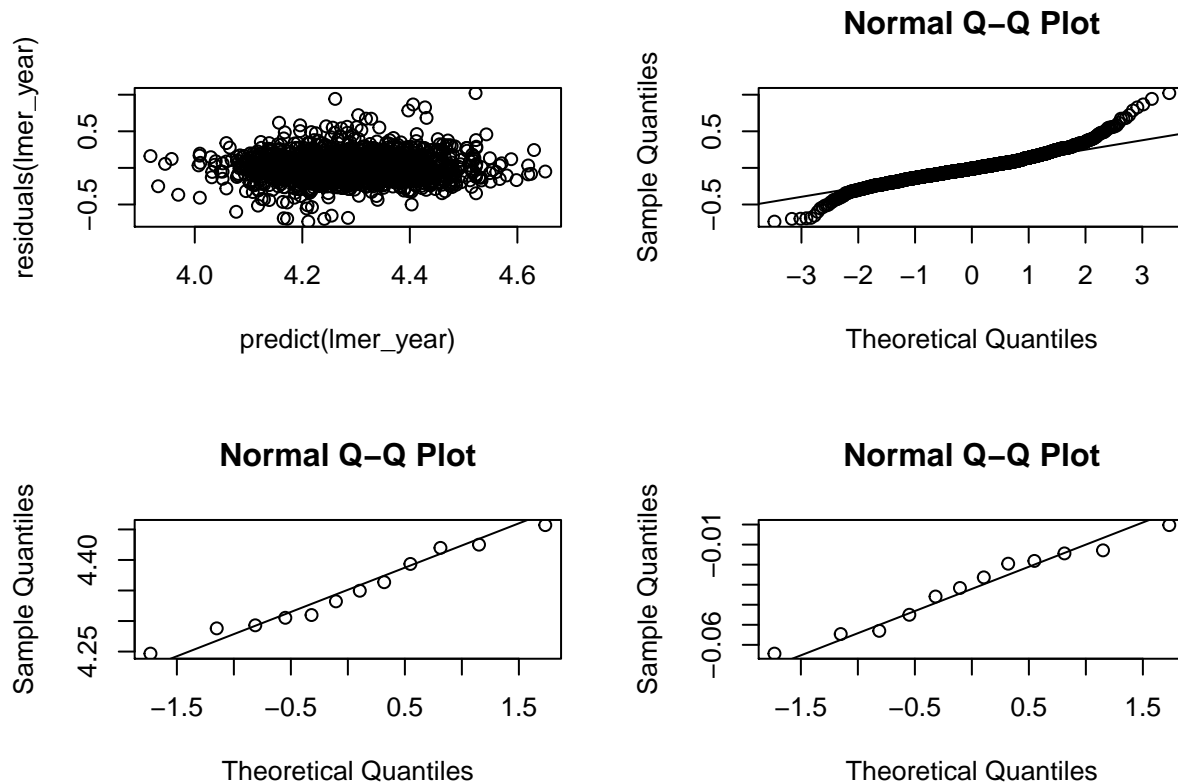 residuals(lmer_year)
0.5
−0.5
4.0 4.2 4.4 4.6
predict(lmer_year)
Normal Q−Q Plot
Sample Quantiles
0.5
−0.5
−3 −2 −1 0 1 2 3
Theoretical Quantiles
Normal Q−Q Plot
Sample Quantiles
4.40
4.25
−1.5 −0.5 0.5 1.5
Theoretical Quantiles
Normal Q−Q Plot
Sample Quantiles
−0.01
−0.06
−1.5 −0.5 0.5 1.5
Theoretical Quantiles